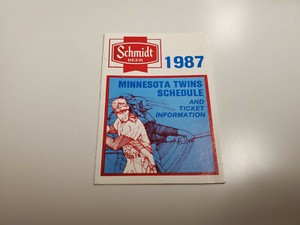 Schmidt
BEER
1987
MINNESOTA TWINS
SCHEDULE
AND
TICKET
INFORMATION